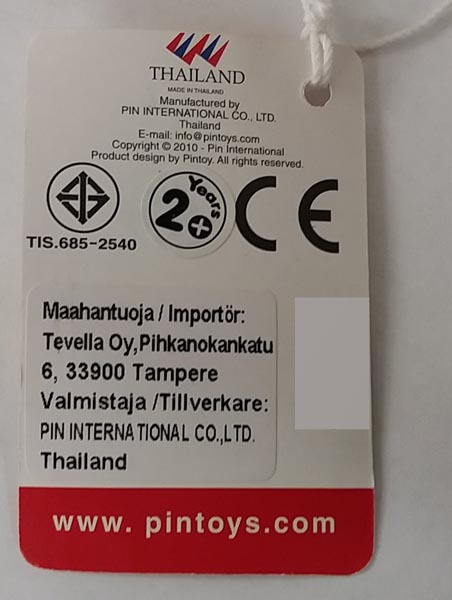 THAILAND
MADE IN THAILAND
Manufactured by
PIN INTERNATIONAL CO., LTD.
Thailand
E-mail: info@pintoys.com
Copyright © 2010 - Pin International
Product design by Pintoy. All rights reserved.
Years
2+
CE
TIS.685-2540
Maahantuoja / Importör:
Tevella Oy,Pihkanokankatu
6, 33900 Tampere
Valmistaja /Tillverkare:
PIN INTERNATIONAL CO.,LTD.
Thailand
www. pintoys.com